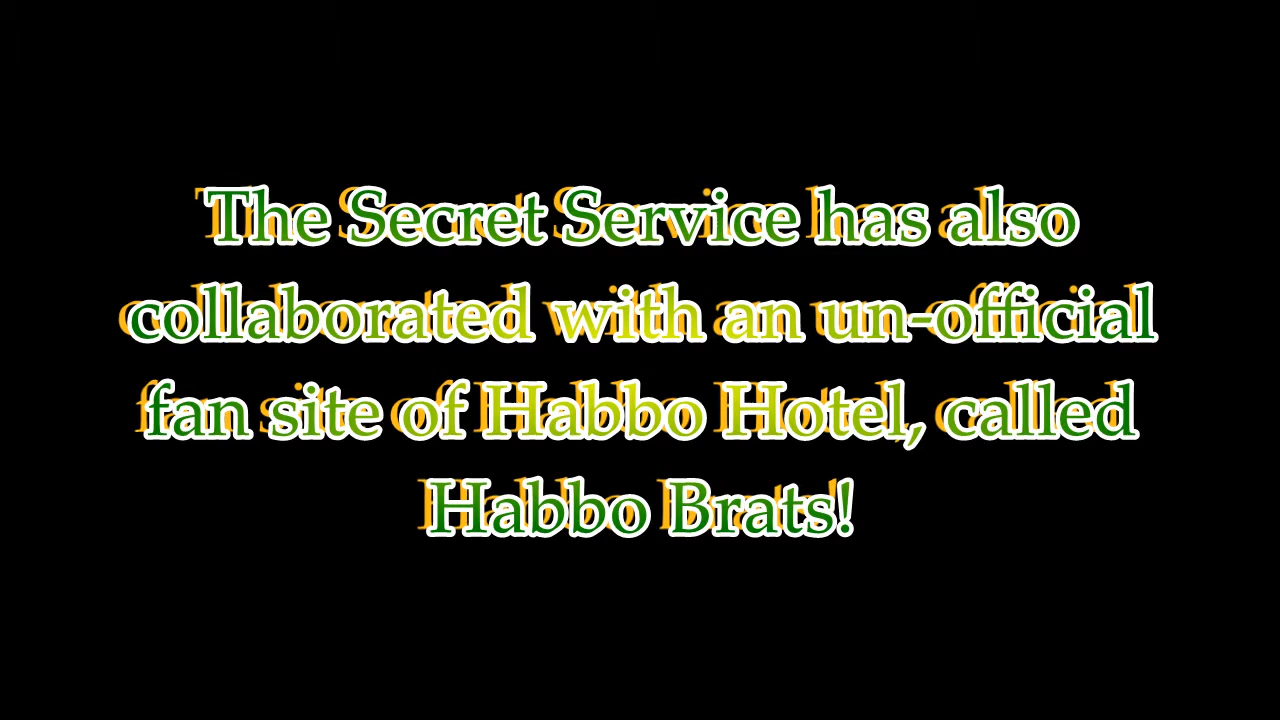 The Secret Service has also
collaborated with an un-official
fan site of Habbo Hotel, called
Habbo Brats!